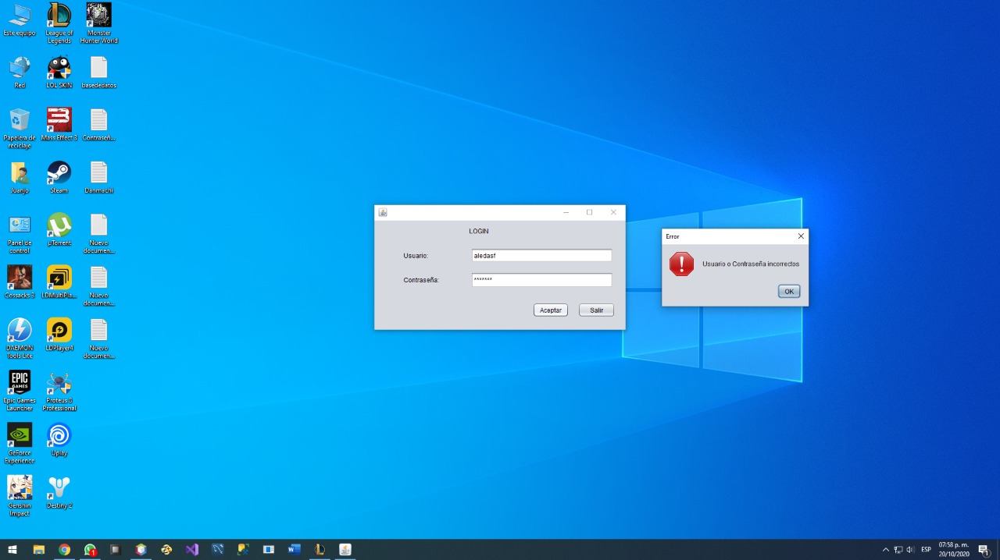 Este equipo
League of
Legends
Monster
Hunter World
Red
LOL SKIN
basededatos
Papelera de
reciclaje
Mass Effect 3
Contraseñ...
Juanjo
Steam
Danmachi
Panel de
control
µTorrent
Nuevo
documen...
Cossacks 3
LDMultiPla...
Nuevo
documen...
DAEMON
Tools Lite
LDPlayer4
Nuevo
documen...
EPIC
GAMES
Epic Games
Launcher
Proteus 8
Professional
GeForce
Experience
Uplay
Genshin
Impact
Destiny 2
LOGIN
Usuario:
aledasf
Contraseña:
*******
Aceptar
Salir
Error
Usuario o Contraseña incorrectos
OK
ESP
07:58 p. m.
20/10/2020